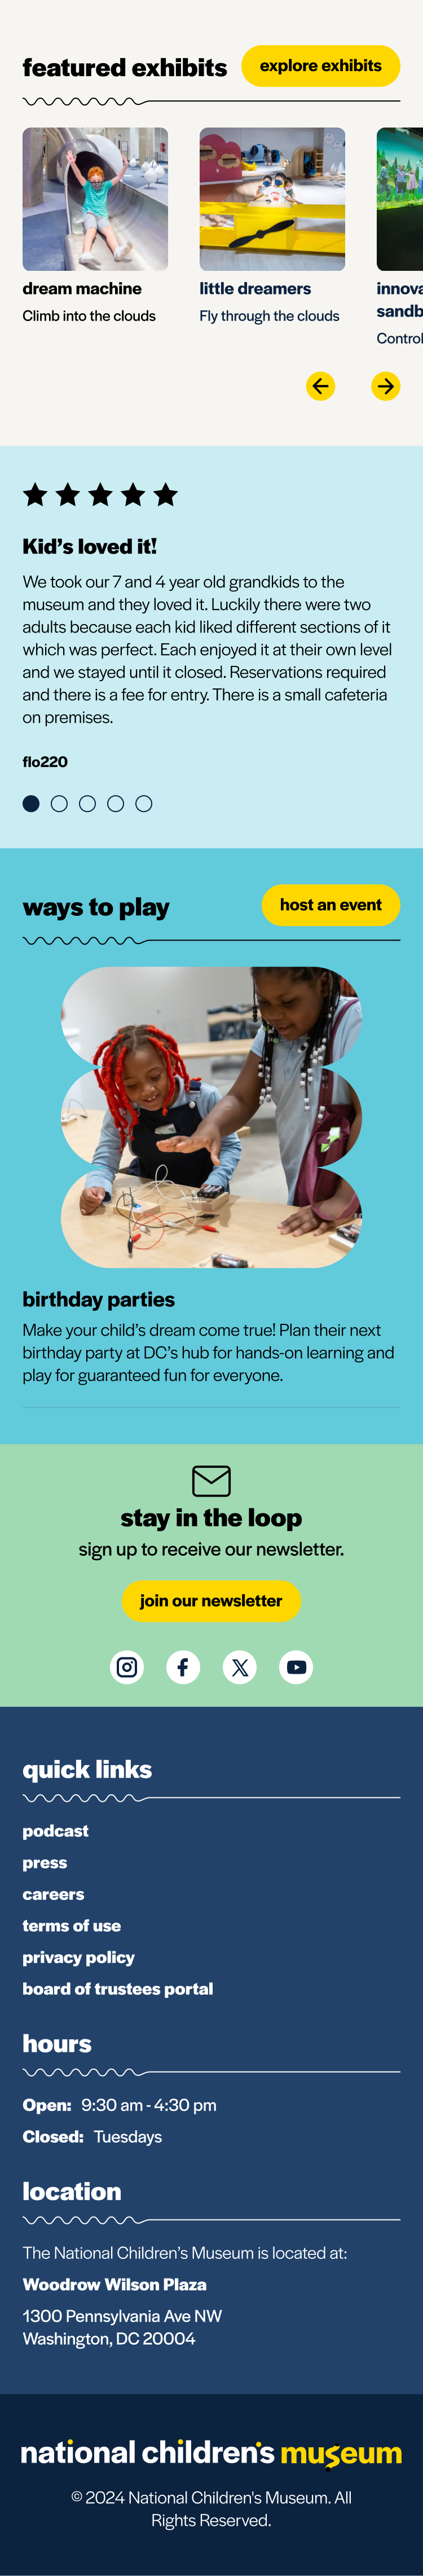 featured exhibits
explore exhibits
dream machine
Climb into the clouds
little dreamers
Fly through the clouds
innova
sandb
Control
Kid's loved it!
We took our 7 and 4 year old grandkids to the
museum and they loved it. Luckily there were two
adults because each kid liked different sections of it
which was perfect. Each enjoyed it at their own level
and we stayed until it closed. Reservations required
and there is a fee for entry. There is a small cafeteria
on premises.
flo220
ways to play
host an event
birthday parties
Make your child's dream come true! Plan their next
birthday party at DC's hub for hands-on learning and
play for guaranteed fun for everyone.
stay in the loop
sign up to receive our newsletter.
join our newsletter
quick links
podcast
press
careers
terms of use
privacy policy
board of trustees portal
hours
Open: 9:30 am - 4:30 pm
Closed: Tuesdays
location
The National Children's Museum is located at:
Woodrow Wilson Plaza
1300 Pennsylvania Ave NW
Washington, DC 20004
national children's museum
© 2024 National Children's Museum. All
Rights Reserved.